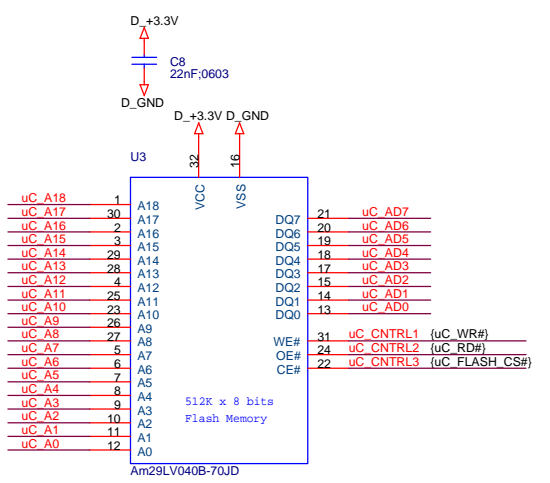 D_+3.3V
C8
22nF;0603
D_GND
D_+3.3V D_GND
U3
32 16
VCC VSS
uC_A18 1 A18
uC_A17 30 A17
uC_A16 2 A16
uC_A15 3 A15
uC_A14 29 A14
uC_A13 28 A13
uC_A12 4 A12
uC_A11 25 A11
uC_A10 23 A10
uC_A9 26 A9
uC_A8 27 A8
uC_A7 5 A7
uC_A6 6 A6
uC_A5 7 A5
uC_A4 8 A4
uC_A3 9 A3
uC_A2 10 A2
uC_A1 11 A1
uC_A0 12 A0
DQ7 21 uC_AD7
DQ6 20 uC_AD6
DQ5 19 uC_AD5
DQ4 18 uC_AD4
DQ3 17 uC_AD3
DQ2 15 uC_AD2
DQ1 14 uC_AD1
DQ0 13 uC_AD0
WE# 31 uC_CNTRL1 {uC_WR#}
OE# 24 uC_CNTRL2 {uC_RD#}
CE# 22 uC_CNTRL3 {uC_FLASH_CS#}
512K x 8 bits
Flash Memory
Am29LV040B-70JD